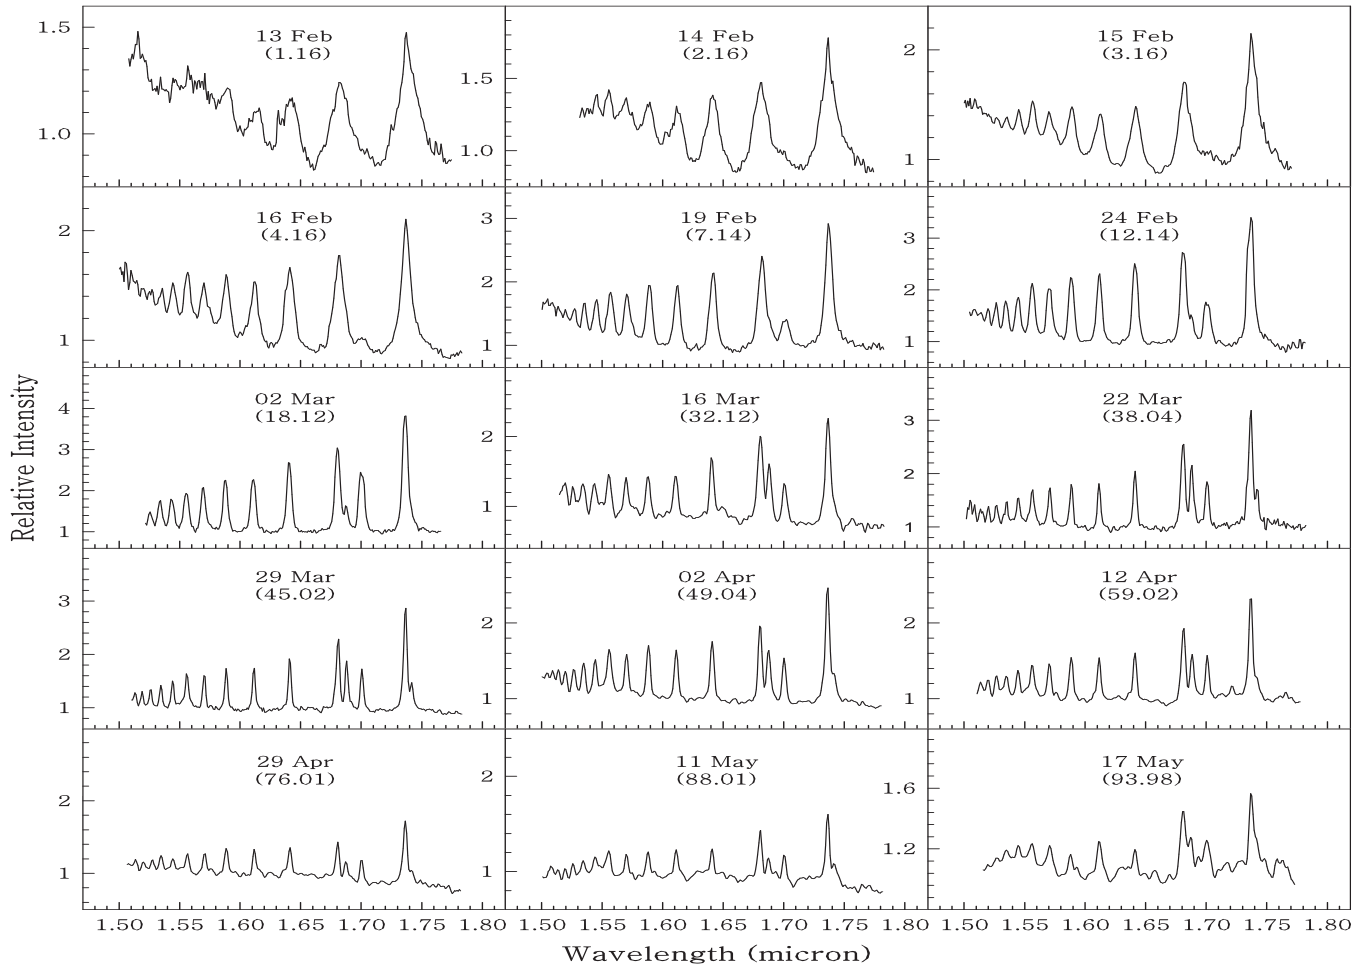 13 Feb
(1.16)
14 Feb
(2.16)
15 Feb
(3.16)
1.5
1.0
1.5
1.0
2
1
16 Feb
(4.16)
19 Feb
(7.14)
24 Feb
(12.14)
2
1
3
2
1
3
2
1
02 Mar
(18.12)
16 Mar
(32.12)
22 Mar
(38.04)
4
3
2
1
2
1
3
2
1
29 Mar
(45.02)
02 Apr
(49.04)
12 Apr
(59.02)
3
2
1
2
1
2
1
29 Apr
(76.01)
11 May
(88.01)
17 May
(93.98)
2
1
2
1
1.6
1.2
1.50 1.55 1.60 1.65 1.70 1.75 1.80
1.50 1.55 1.60 1.65 1.70 1.75 1.80
1.50 1.55 1.60 1.65 1.70 1.75 1.80
Relative Intensity
Wavelength (micron)